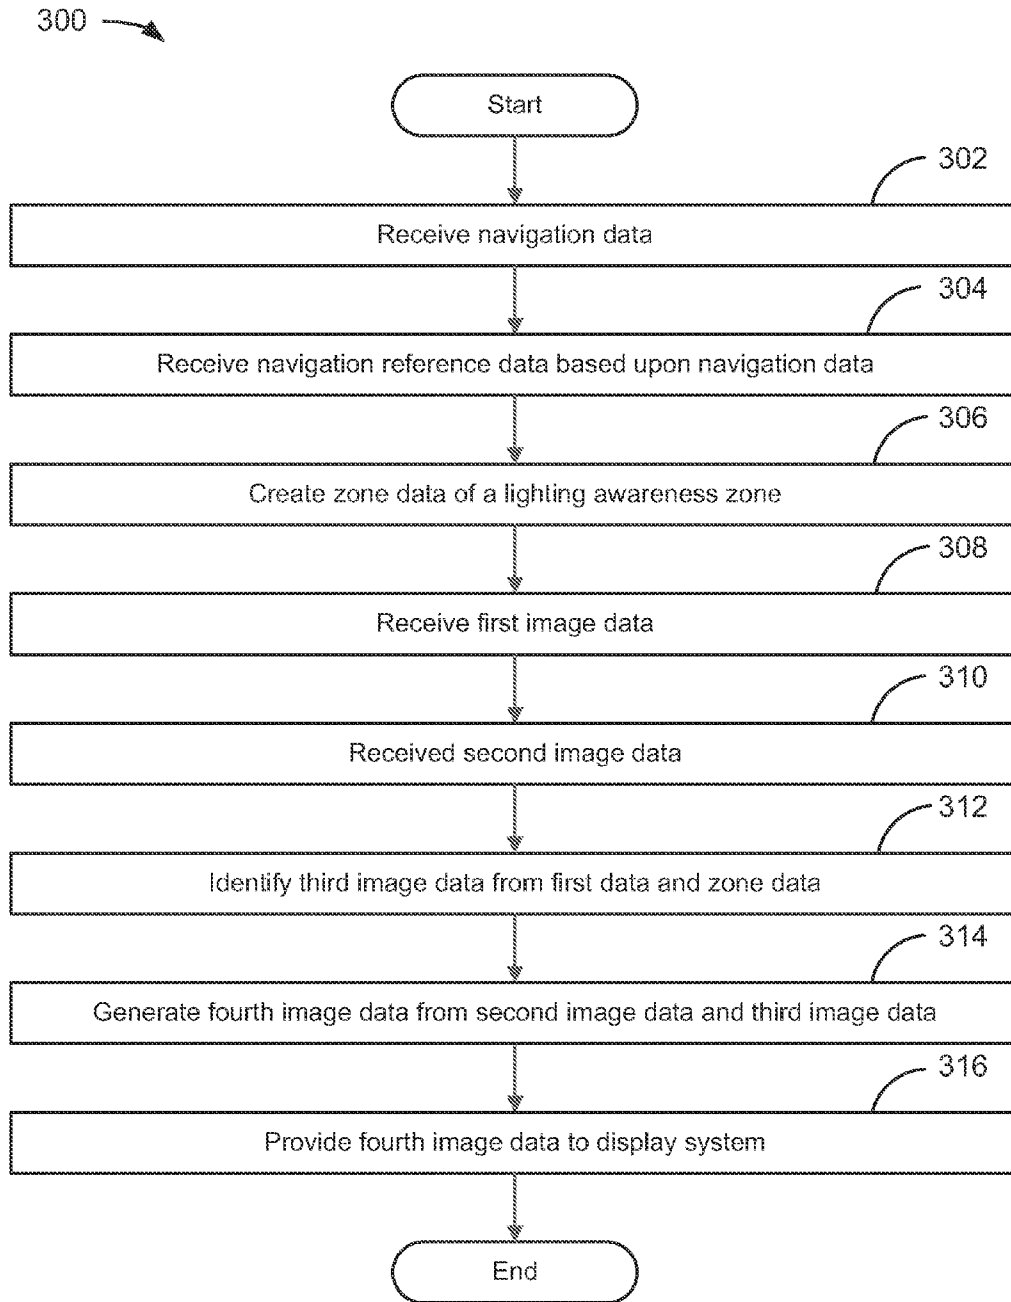 300
Start
302
Receive navigation data
304
Receive navigation reference data based upon navigation data
306
Create zone data of a lighting awareness zone
308
Receive first image data
310
Received second image data
312
Identify third image data from first data and zone data
314
Generate fourth image data from second image data and third image data
316
Provide fourth image data to display system
End